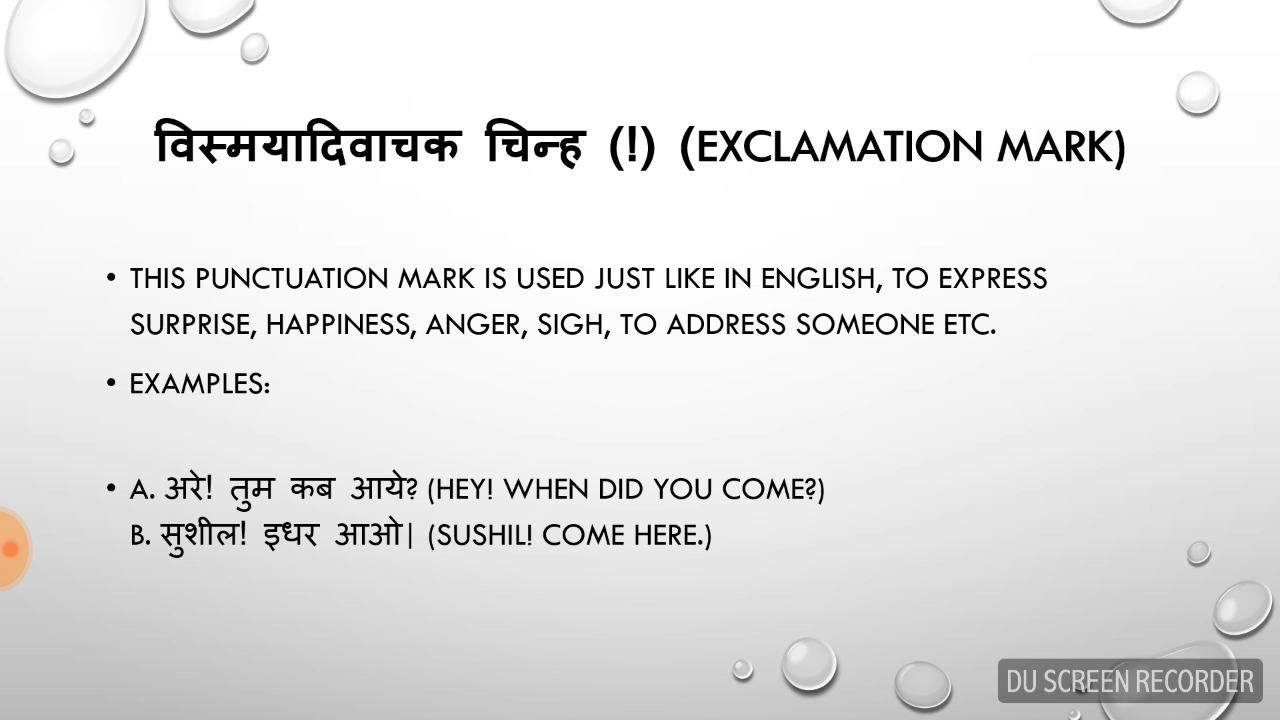 विस्मयादिवाचक चिन्ह (!) (EXCLAMATION MARK)
• THIS PUNCTUATION MARK IS USED JUST LIKE IN ENGLISH, TO EXPRESS
SURPRISE, HAPPINESS, ANGER, SIGH, TO ADDRESS SOMEONE ETC.
• EXAMPLES:
• A. अरे! तुम कब आये? (HEY! WHEN DID YOU COME?)
B. सुशील! इधर आओ| (SUSHIL! COME HERE.)
DU SCREEN RECORDER